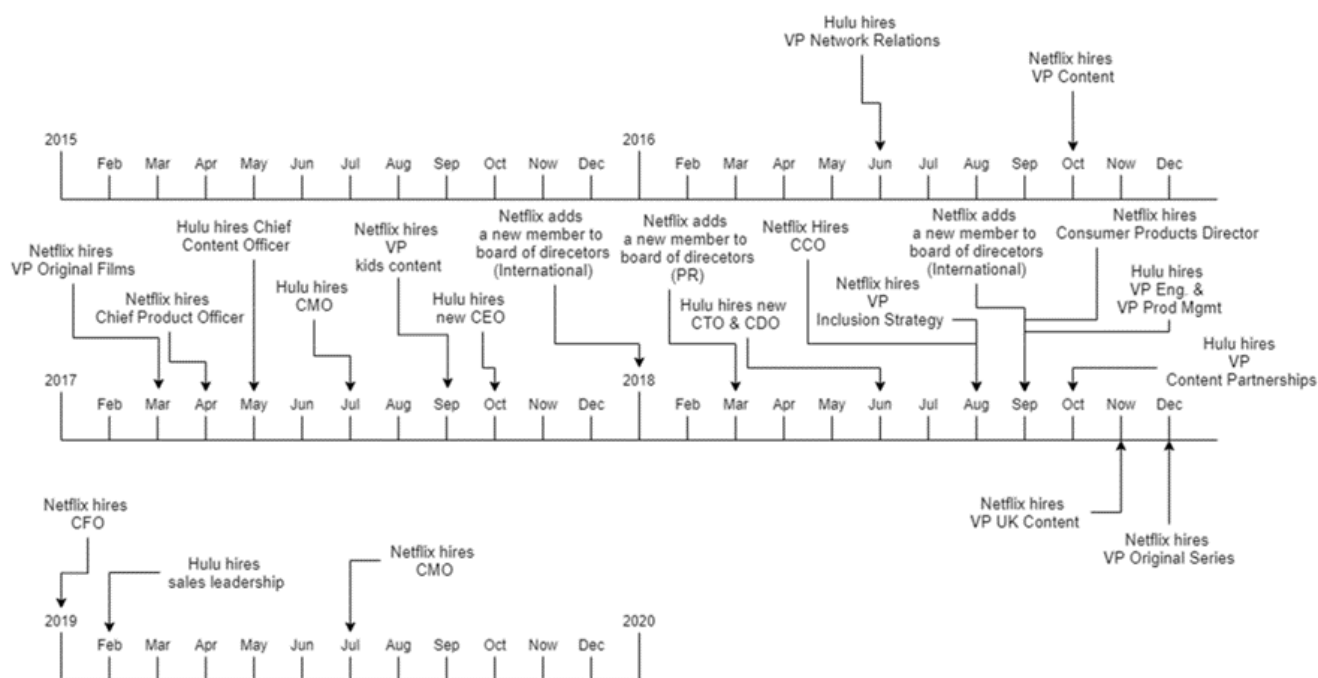 Hulu hires
VP Network Relations
Netflix hires
VP Content
2015
2016
Feb Mar Apr May Jun Jul Aug Sep Oct Now Dec Feb Mar Apr May Jun Jul Aug Sep Oct Now Dec
Netflix hires
VP Original Films
Netflix hires
Chief Product Officer
Hulu hires Chief
Content Officer
Hulu hires
CMO
Netflix hires
VP
kids content
Hulu hires
new CEO
Netflix adds
a new member to
board of direcetors
(International)
Netflix adds
a new member to
board of direcetors
(PR)
Hulu hires new
CTO & CDO
Netflix Hires
CCO
Netflix hires
VP
Inclusion Strategy
Netflix adds
a new member to
board of direcetors
(International)
Netflix hires
Consumer Products Director
Hulu hires
VP Eng. &
VP Prod Mgmt
Hulu hires
VP
Content Partnerships
2017
2018
Feb Mar Apr May Jun Jul Aug Sep Oct Now Dec Feb Mar Apr May Jun Jul Aug Sep Oct Now Dec
Netflix hires
VP UK Content
Netflix hires
VP Original Series
Netflix hires
CFO
Hulu hires
sales leadership
Netflix hires
CMO
2019
2020
Feb Mar Apr May Jun Jul Aug Sep Oct Now Dec